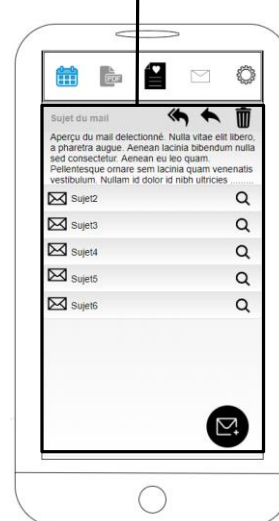 PDF
Sujet du mail
Aperçu du mail delectionné. Nulla vitae elit libero,
a pharetra augue. Aenean lacinia bibendum nulla
sed consectetur. Aenean eu leo quam.
Pellentesque ornare sem lacinia quam venenatis
vestibulum. Nullam id dolor id nibh ultricies .........
Sujet2
Sujet3
Sujet4
Sujet5
Sujet6